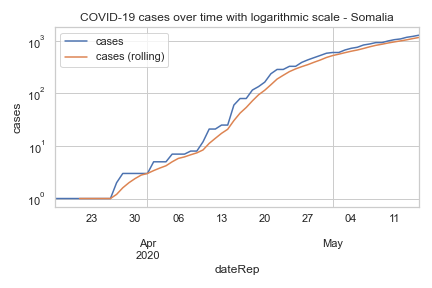 COVID-19 cases over time with logarithmic scale - Somalia
cases
cases (rolling)
10³
10²
10¹
10⁰
cases
23
30
06
13
20
27
04
11
Apr
2020
May
dateRep